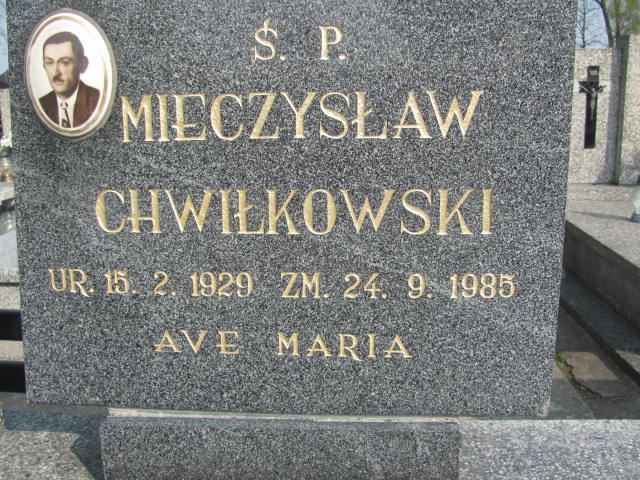 Ś. P.
MIECZYSŁAW
CHWIŁKOWSKI
UR. 15. 2. 1929 ZM. 24. 9. 1985
AVE MARIA